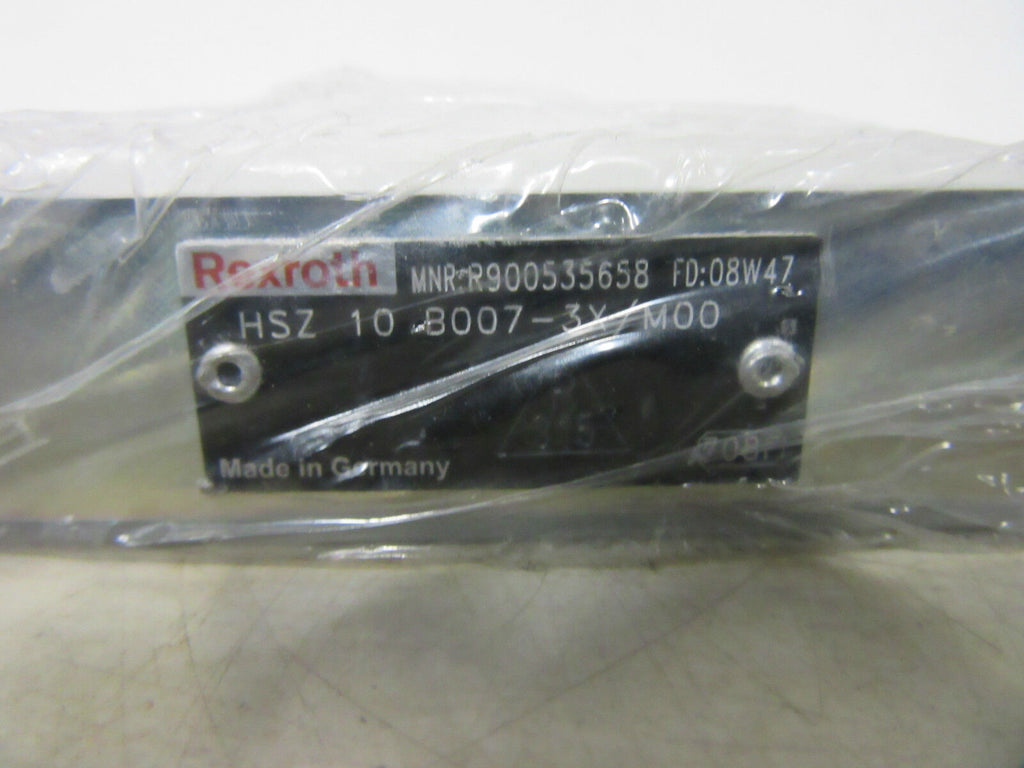 Rexroth MNR:R900535658 FD:08W47
HSZ 10 B007-3X/M00
Made in Germany